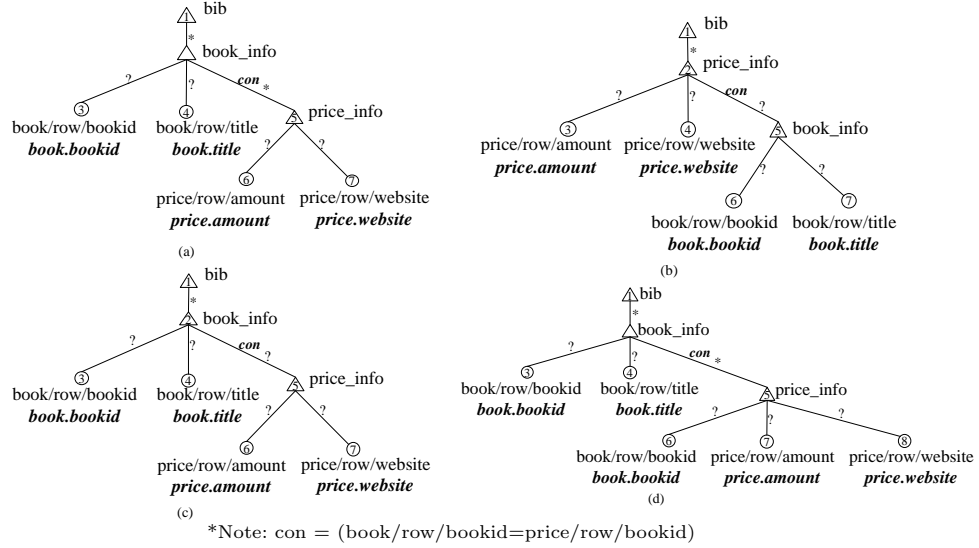 1 bib
*
book_info
? ? con *
3 4 5 price_info
book/row/bookid book/row/title
book.bookid book.title
? ?
6 7
price/row/amount price/row/website
price.amount price.website
(a)
1 bib
*
2 price_info
? ? con ?
3 4 5 book_info
price/row/amount price/row/website
price.amount price.website
? ?
6 7
book/row/bookid book/row/title
book.bookid book.title
(b)
1 bib
*
2 book_info
? ? con ?
3 4 5 price_info
book/row/bookid book/row/title
book.bookid book.title
? ?
6 7
price/row/amount price/row/website
price.amount price.website
(c)
1 bib
*
book_info
? ? con *
3 4 5 price_info
book/row/bookid book/row/title
book.bookid book.title
? ? ?
6 7 8
book/row/bookid price/row/amount price/row/website
book.bookid price.amount price.website
(d)
*Note: con = (book/row/bookid=price/row/bookid)